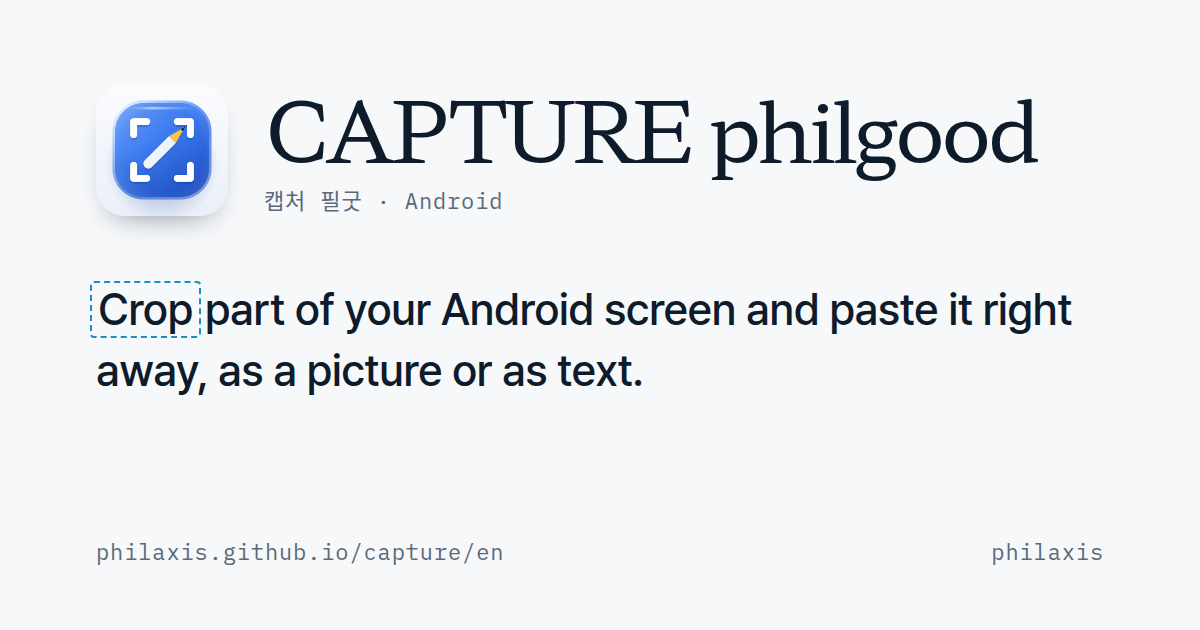 CAPTURE philgood
캡처 필굿 · Android
Crop part of your Android screen and paste it right
away, as a picture or as text.
philaxis.github.io/capture/en
philaxis